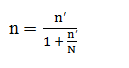 n = n′ / (1 + n′/N)